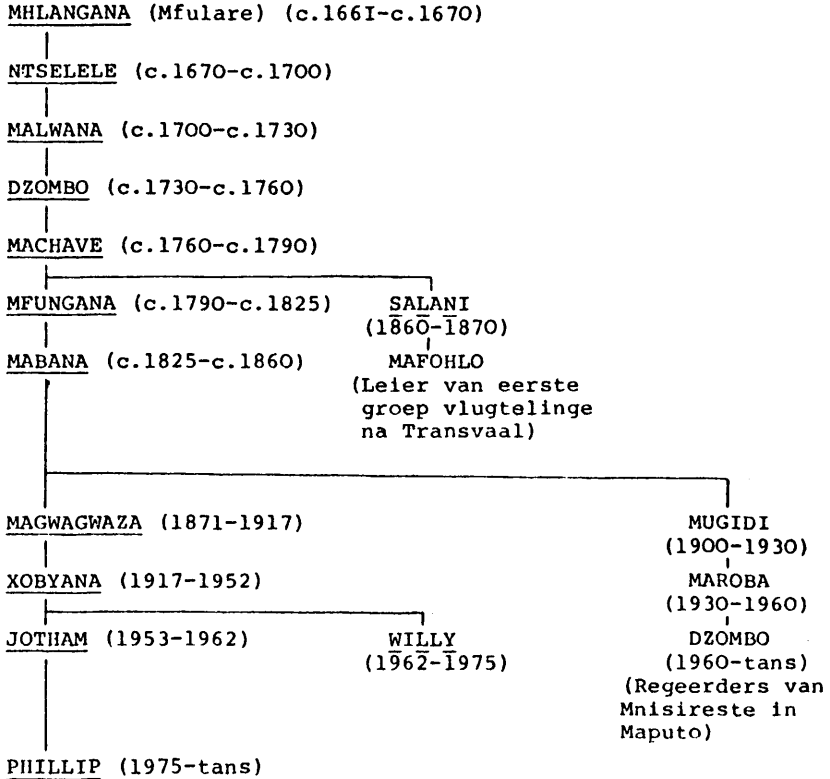 MHLANGANA (Mfulare) (c.166I-c.1670)
NTSELELE (c.1670-c.1700)
MALWANA (c.1700-c.1730)
DZOMBO (c.1730-c.1760)
MACHAVE (c.1760-c.1790)
MFUNGANA (c.1790-c.1825) SALANI
(1860-1870)
MABANA (c.1825-c.1860) MAFOHLO
(Leier van eerste
groep vlugtelinge
na Transvaal)
MAGWAGWAZA (1871-1917) MUGIDI
(1900-1930)
XOBYANA (1917-1952) MAROBA
(1930-1960)
JOTHAM (1953-1962) WILLY DZOMBO
(1962-1975) (1960-tans)
(Regeerders van
Mnisireste in
Maputo)
PHILLIP (1975-tans)